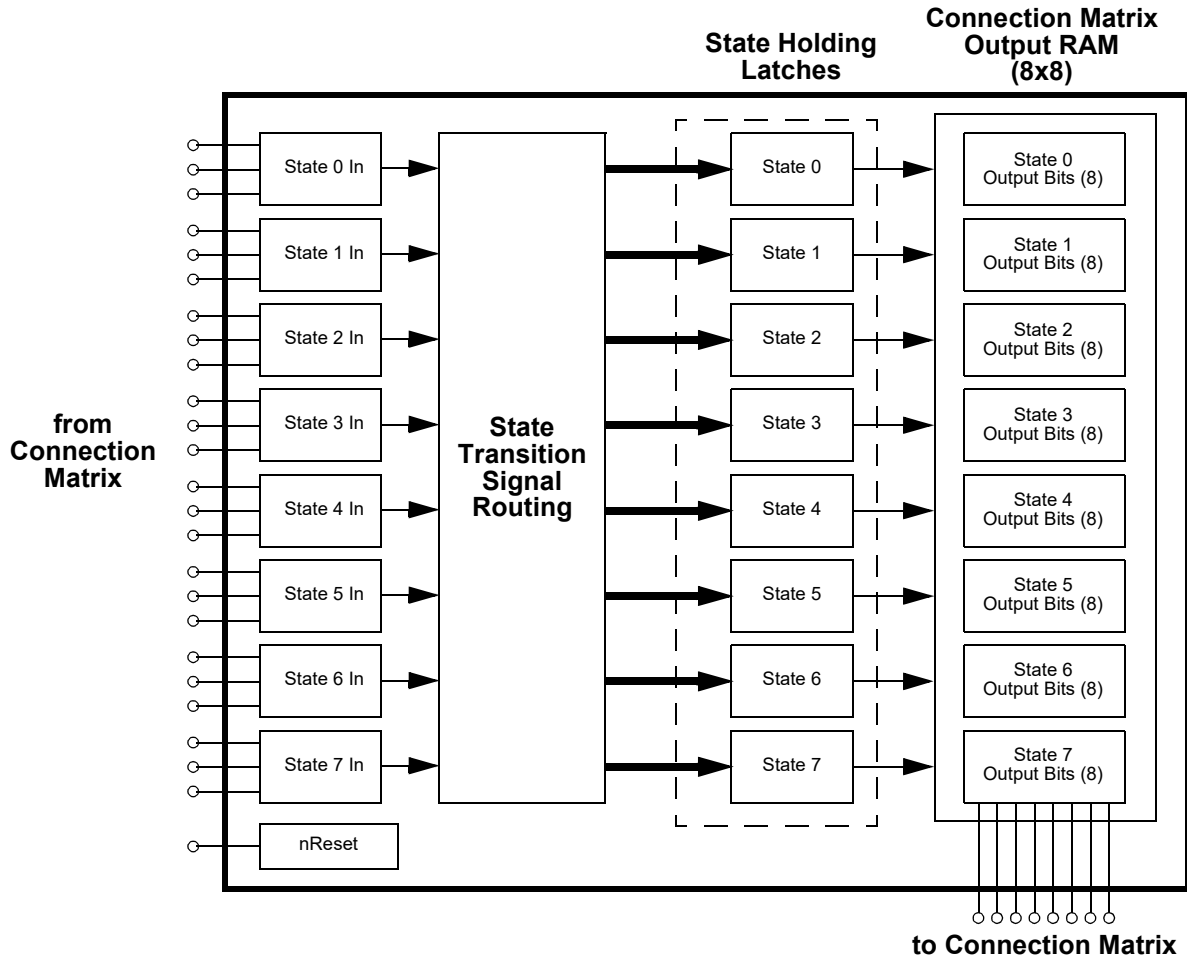 Connection Matrix
Output RAM
(8x8)
State Holding
Latches
from
Connection
Matrix
State 0 In
State 1 In
State 2 In
State 3 In
State 4 In
State 5 In
State 6 In
State 7 In
nReset
State
Transition
Signal
Routing
State 0
State 1
State 2
State 3
State 4
State 5
State 6
State 7
State 0
Output Bits (8)
State 1
Output Bits (8)
State 2
Output Bits (8)
State 3
Output Bits (8)
State 4
Output Bits (8)
State 5
Output Bits (8)
State 6
Output Bits (8)
State 7
Output Bits (8)
to Connection Matrix